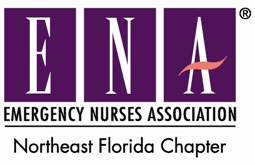 ENA®
EMERGENCY NURSES ASSOCIATION
Northeast Florida Chapter